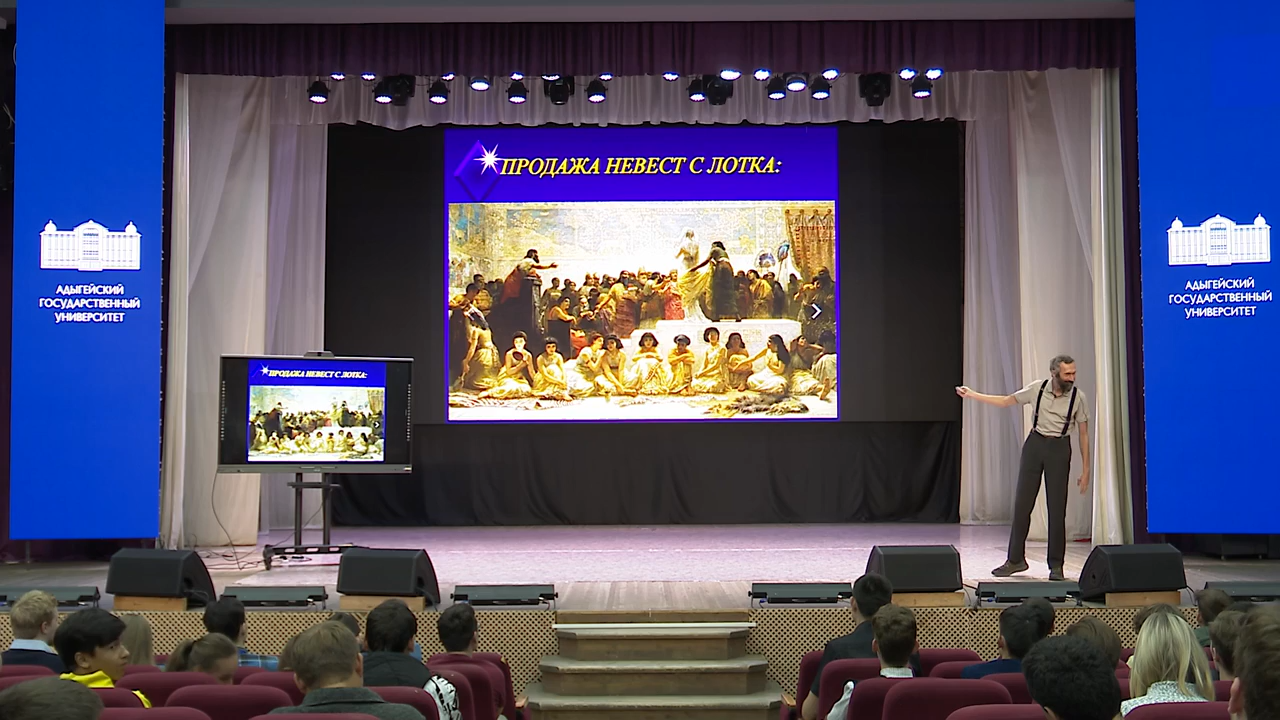 ПРОДАЖА НЕВЕСТ С ЛОТКА:
АДЫГЕЙСКИЙ
ГОСУДАРСТВЕННЫЙ
УНИВЕРСИТЕТ
ПРОДАЖА НЕВЕСТ С ЛОТКА:
АДЫГЕЙСКИЙ
ГОСУДАРСТВЕННЫЙ
УНИВЕРСИТЕТ